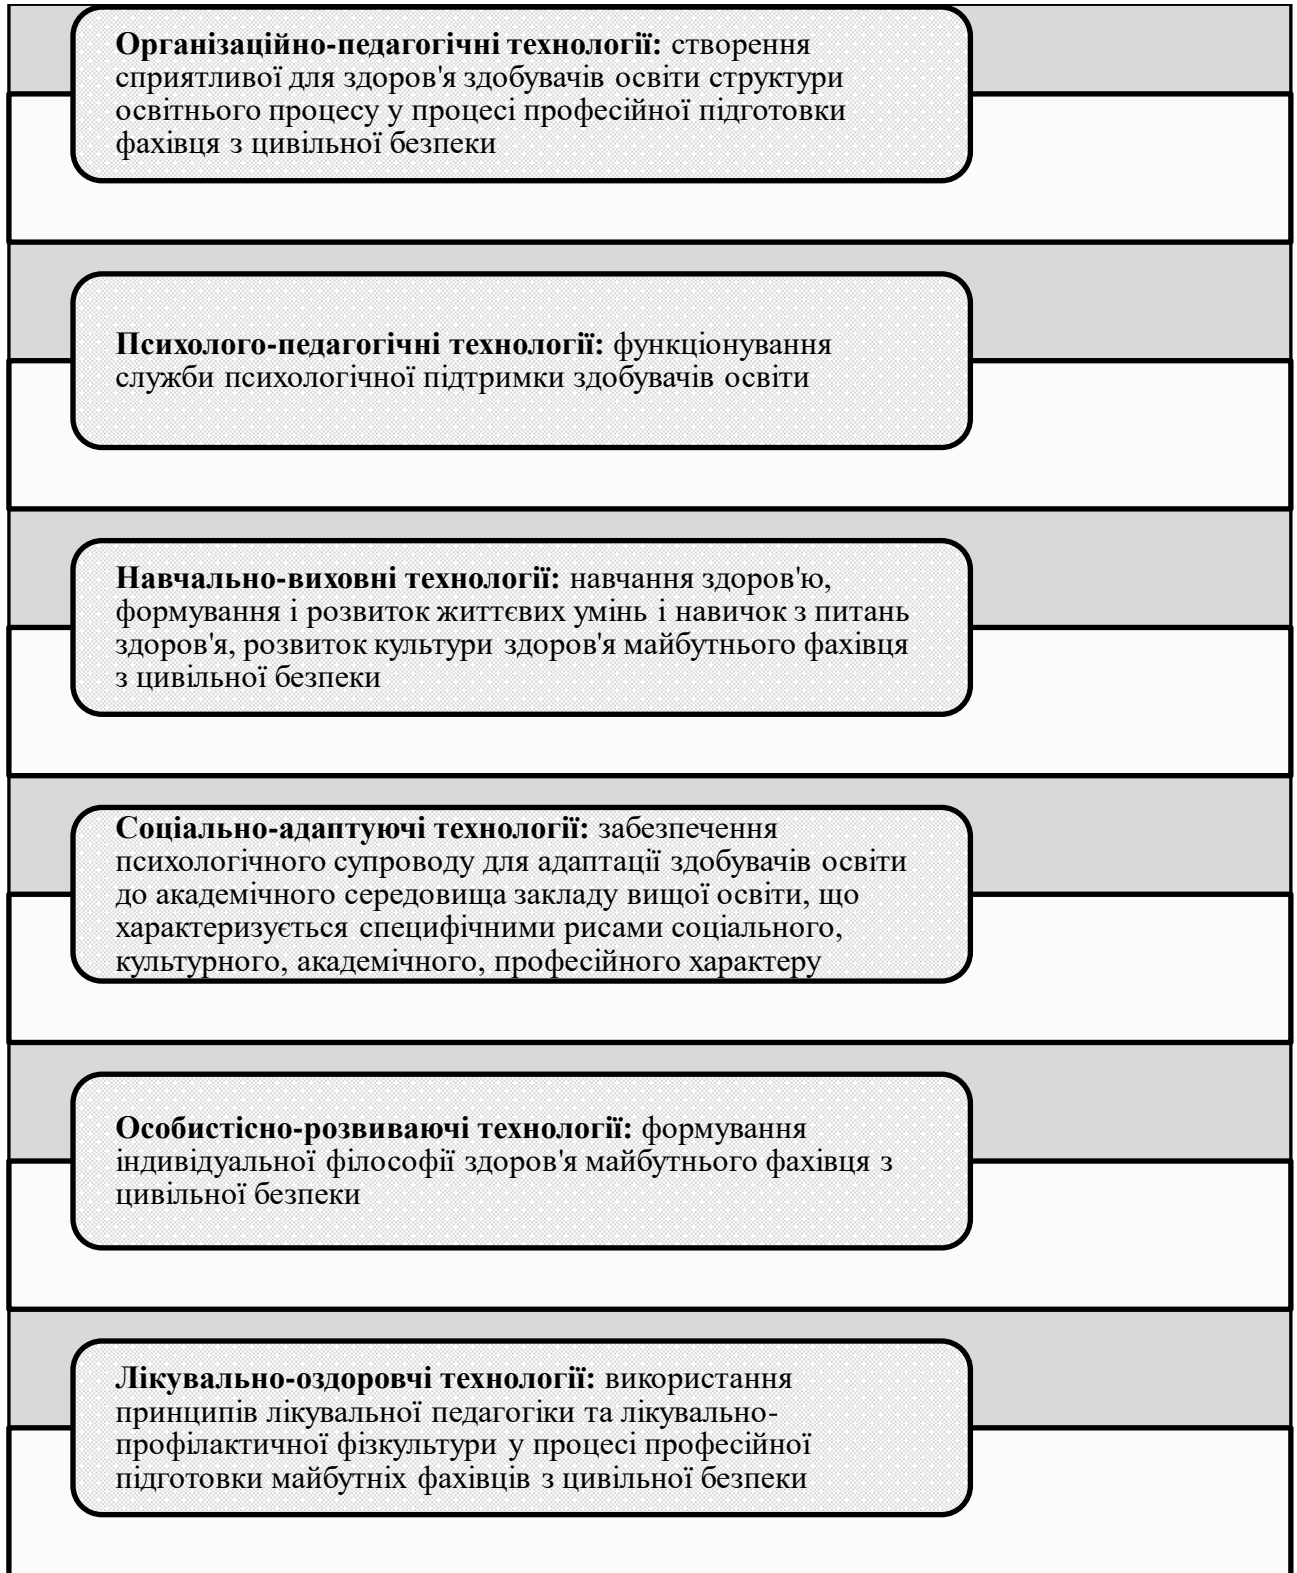 Організаційно-педагогічні технології: створення
сприятливої для здоров'я здобувачів освіти структури
освітнього процесу у процесі професійної підготовки
фахівця з цивільної безпеки
Психолого-педагогічні технології: функціонування
служби психологічної підтримки здобувачів освіти
Навчально-виховні технології: навчання здоров'ю,
формування і розвиток життєвих умінь і навичок з питань
здоров'я, розвиток культури здоров'я майбутнього фахівця
з цивільної безпеки
Соціально-адаптуючі технології: забезпечення
психологічного супроводу для адаптації здобувачів освіти
до академічного середовища закладу вищої освіти, що
характеризується специфічними рисами соціального,
культурного, академічного, професійного характеру
Особистісно-розвиваючі технології: формування
індивідуальної філософії здоров'я майбутнього фахівця з
цивільної безпеки
Лікувально-оздоровчі технології: використання
принципів лікувальної педагогіки та лікувально-
профілактичної фізкультури у процесі професійної
підготовки майбутніх фахівців з цивільної безпеки